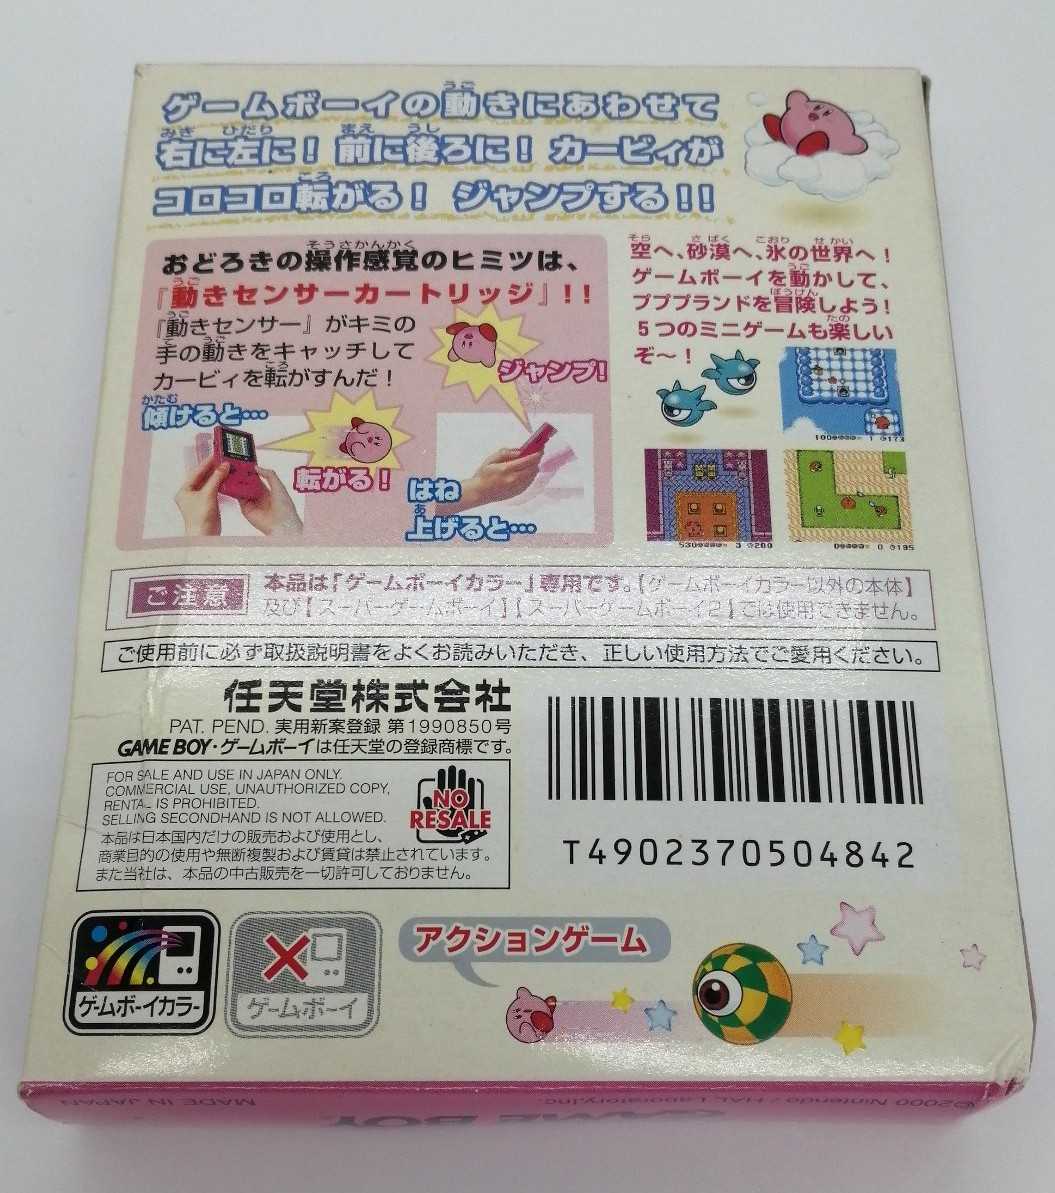 ゲームボーイの動きにあわせて
右に左に！前に後ろに！カービィが
コロコロ転がる！ジャンプする！！
おどろきの操作感覚のヒミツは、
『動きセンサーカートリッジ』！！
『動きセンサー』がキミの
手の動きをキャッチして
カービィを転がすんだ！
ジャンプ！
傾けると…
転がる！
はね
上げると…
空へ、砂漠へ、氷の世界へ！
ゲームボーイを動かして、
プププランドを冒険しよう！
5つのミニゲームも楽しい
ぞ〜！
ご注意
本品は「ゲームボーイカラー」専用です。【ゲームボーイカラー以外の本体】
及び【スーパーゲームボーイ】【スーパーゲームボーイ2】では使用できません。
ご使用前に必ず取扱説明書をよくお読みいただき、正しい使用方法でご愛用ください。
任天堂株式会社
PAT. PEND. 実用新案登録 第1990850号
GAME BOY・ゲームボーイは任天堂の登録商標です。
FOR SALE AND USE IN JAPAN ONLY.
COMMERCIAL USE, UNAUTHORIZED COPY,
RENTAL IS PROHIBITED.
SELLING SECONDHAND IS NOT ALLOWED.
本品は日本国内だけの販売および使用とし、
商業目的の使用や無断複製および賃貸は禁止されています。
また当社は、本品の中古販売を一切許可しておりません。
NO
RESALE
T4902370504842
ゲームボーイカラー
ゲームボーイ
アクションゲーム
©2000 Nintendo / HAL Laboratory,Inc.
GAME BOY
MADE IN JAPAN